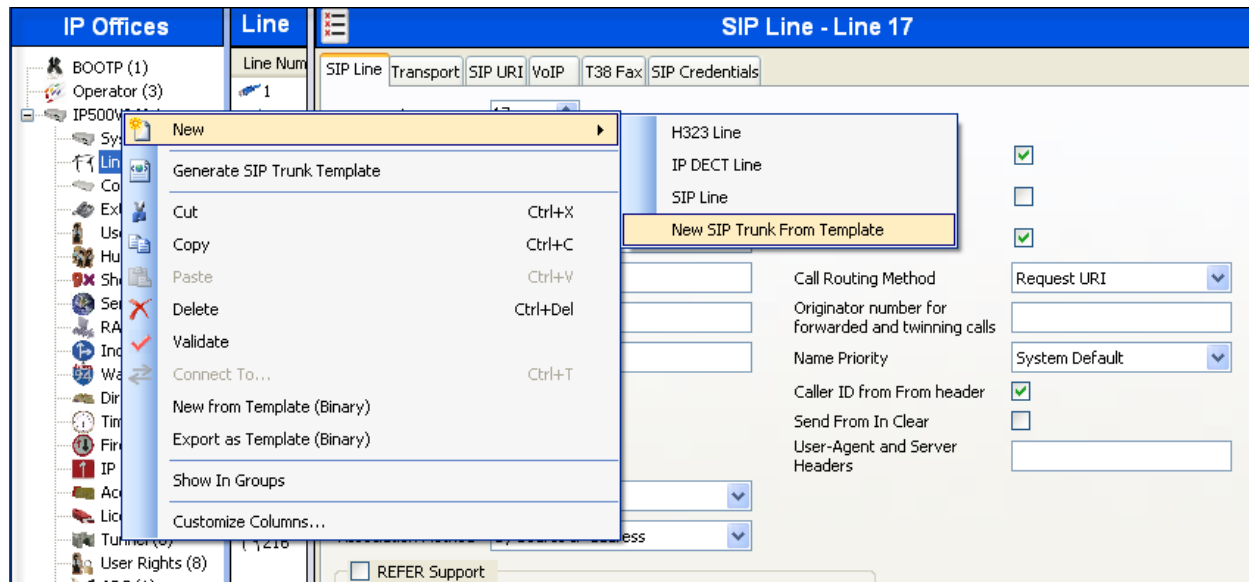 IP Offices
Line
SIP Line - Line 17
BOOTP (1)
Operator (3)
Line Num
1
SIP Line
Transport
SIP URI
VoIP
T38 Fax
SIP Credentials
New
Generate SIP Trunk Template
Cut Ctrl+X
Copy Ctrl+C
Paste Ctrl+V
Delete Ctrl+Del
Validate
Connect To... Ctrl+T
New from Template (Binary)
Export as Template (Binary)
Show In Groups
Customize Columns...
H323 Line
IP DECT Line
SIP Line
New SIP Trunk From Template
Call Routing Method
Request URI
Originator number for
forwarded and twinning calls
Name Priority
System Default
Caller ID from From header
Send From In Clear
User-Agent and Server
Headers
User Rights (8)
REFER Support